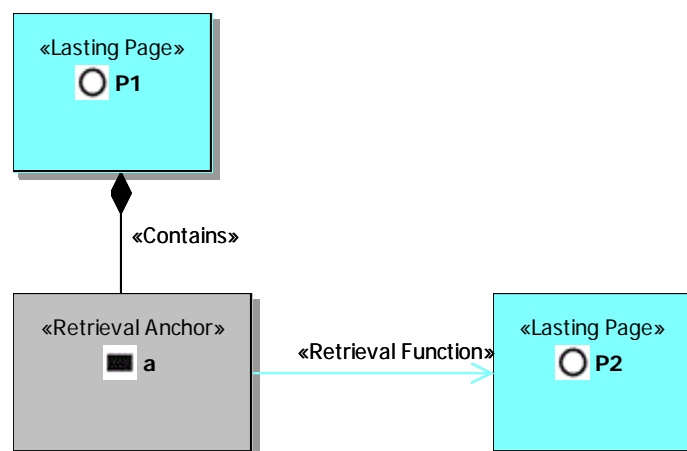 «Lasting Page»
P1
«Contains»
«Retrieval Anchor»
a
«Retrieval Function»
«Lasting Page»
P2